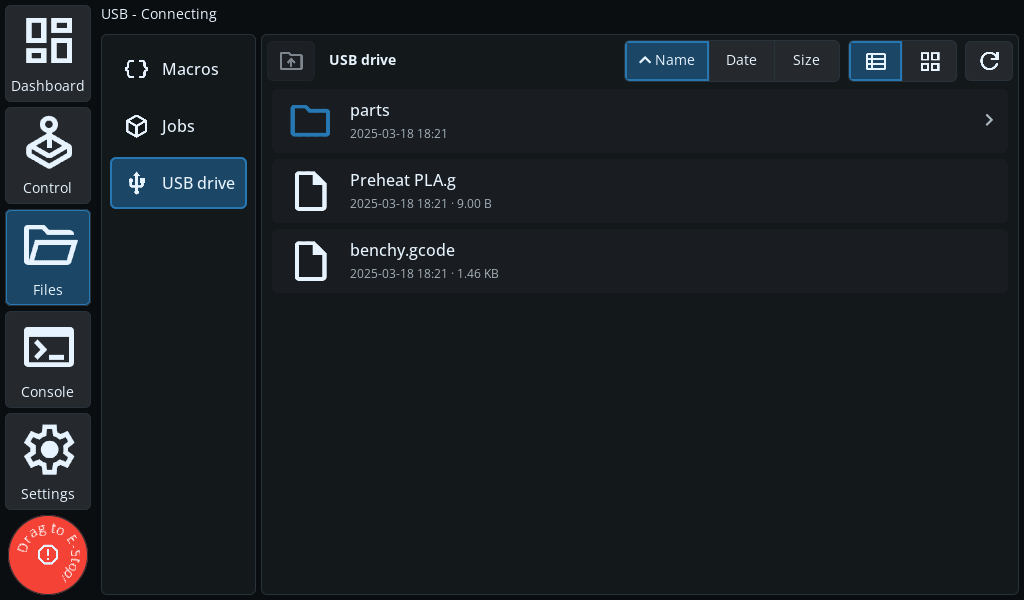 USB - Connecting
Dashboard
Control
Files
Console
Settings
Drag to E-Stop!
Macros
Jobs
USB drive
USB drive
Name
Date
Size
parts
2025-03-18 18:21
Preheat PLA.g
2025-03-18 18:21 · 9.00 B
benchy.gcode
2025-03-18 18:21 · 1.46 KB